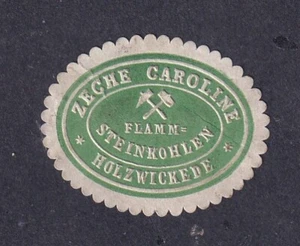 ZECHE CAROLINE
FLAMM=
STEINKOHLEN
HOLZWICKEDE